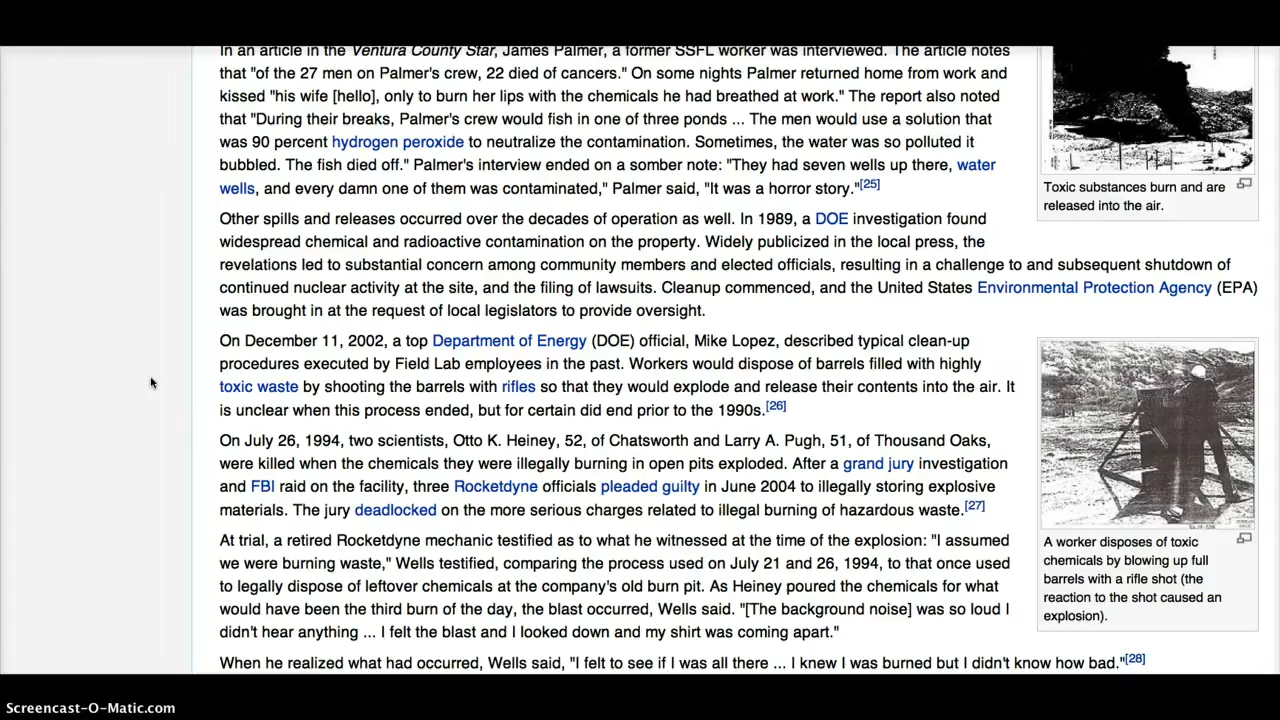 In an article in the Ventura County Star, James Palmer, a former SSFL worker was interviewed. The article notes
that "of the 27 men on Palmer's crew, 22 died of cancers." On some nights Palmer returned home from work and
kissed "his wife [hello], only to burn her lips with the chemicals he had breathed at work." The report also noted
that "During their breaks, Palmer's crew would fish in one of three ponds ... The men would use a solution that
was 90 percent hydrogen peroxide to neutralize the contamination. Sometimes, the water was so polluted it
bubbled. The fish died off." Palmer's interview ended on a somber note: "They had seven wells up there, water
wells, and every damn one of them was contaminated," Palmer said, "It was a horror story."[25]
Toxic substances burn and are
released into the air.
Other spills and releases occurred over the decades of operation as well. In 1989, a DOE investigation found
widespread chemical and radioactive contamination on the property. Widely publicized in the local press, the
revelations led to substantial concern among community members and elected officials, resulting in a challenge to and subsequent shutdown of
continued nuclear activity at the site, and the filing of lawsuits. Cleanup commenced, and the United States Environmental Protection Agency (EPA)
was brought in at the request of local legislators to provide oversight.
On December 11, 2002, a top Department of Energy (DOE) official, Mike Lopez, described typical clean-up
procedures executed by Field Lab employees in the past. Workers would dispose of barrels filled with highly
toxic waste by shooting the barrels with rifles so that they would explode and release their contents into the air. It
is unclear when this process ended, but for certain did end prior to the 1990s.[26]
On July 26, 1994, two scientists, Otto K. Heiney, 52, of Chatsworth and Larry A. Pugh, 51, of Thousand Oaks,
were killed when the chemicals they were illegally burning in open pits exploded. After a grand jury investigation
and FBI raid on the facility, three Rocketdyne officials pleaded guilty in June 2004 to illegally storing explosive
materials. The jury deadlocked on the more serious charges related to illegal burning of hazardous waste.[27]
At trial, a retired Rocketdyne mechanic testified as to what he witnessed at the time of the explosion: "I assumed
we were burning waste," Wells testified, comparing the process used on July 21 and 26, 1994, to that once used
to legally dispose of leftover chemicals at the company's old burn pit. As Heiney poured the chemicals for what
would have been the third burn of the day, the blast occurred, Wells said. "[The background noise] was so loud I
didn't hear anything ... I felt the blast and I looked down and my shirt was coming apart."
A worker disposes of toxic
chemicals by blowing up full
barrels with a rifle shot (the
reaction to the shot caused an
explosion).
When he realized what had occurred, Wells said, "I felt to see if I was all there ... I knew I was burned but I didn't know how bad."[28]
Screencast-O-Matic.com